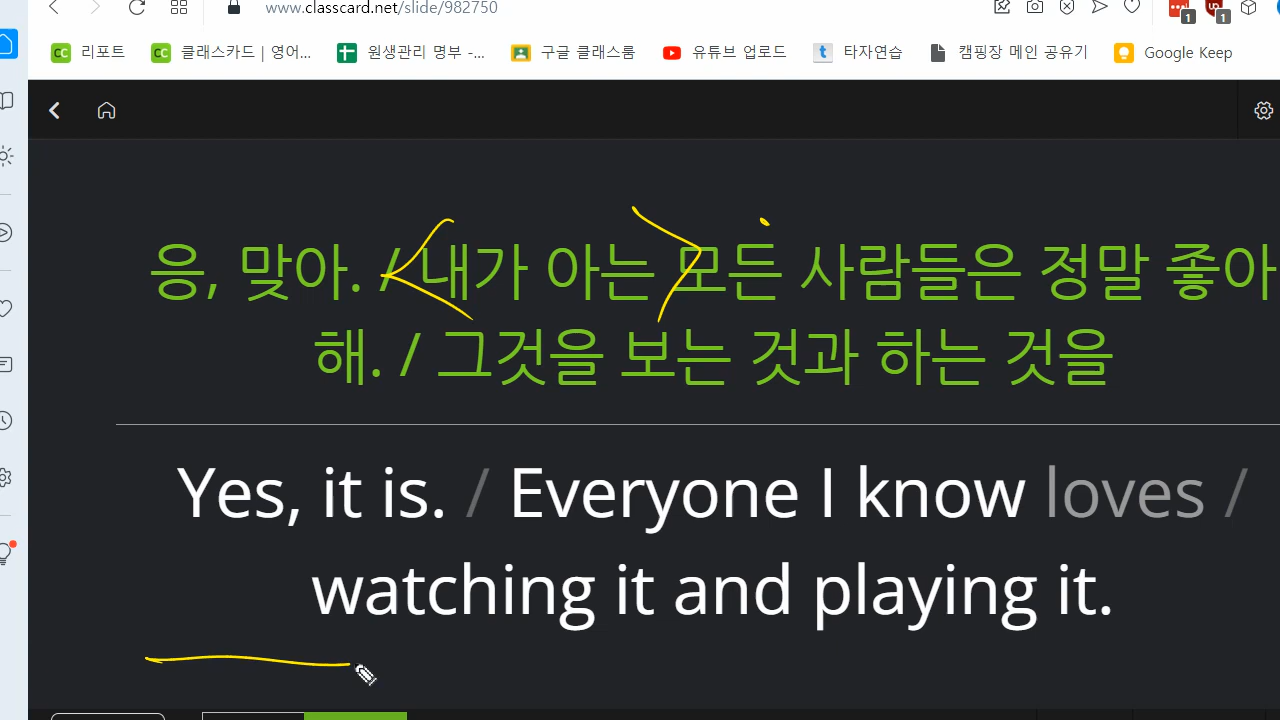 www.classcard.net/slide/982750
1 1
리포트 클래스카드 | 영어... 원생관리 명부 -... 구글 클래스룸 유튜브 업로드 타자연습 캠핑장 메인 공유기 Google Keep
응, 맞아. / 내가 아는 모든 사람들은 정말 좋아
해. / 그것을 보는 것과 하는 것을
Yes, it is. / Everyone I know loves /
watching it and playing it.